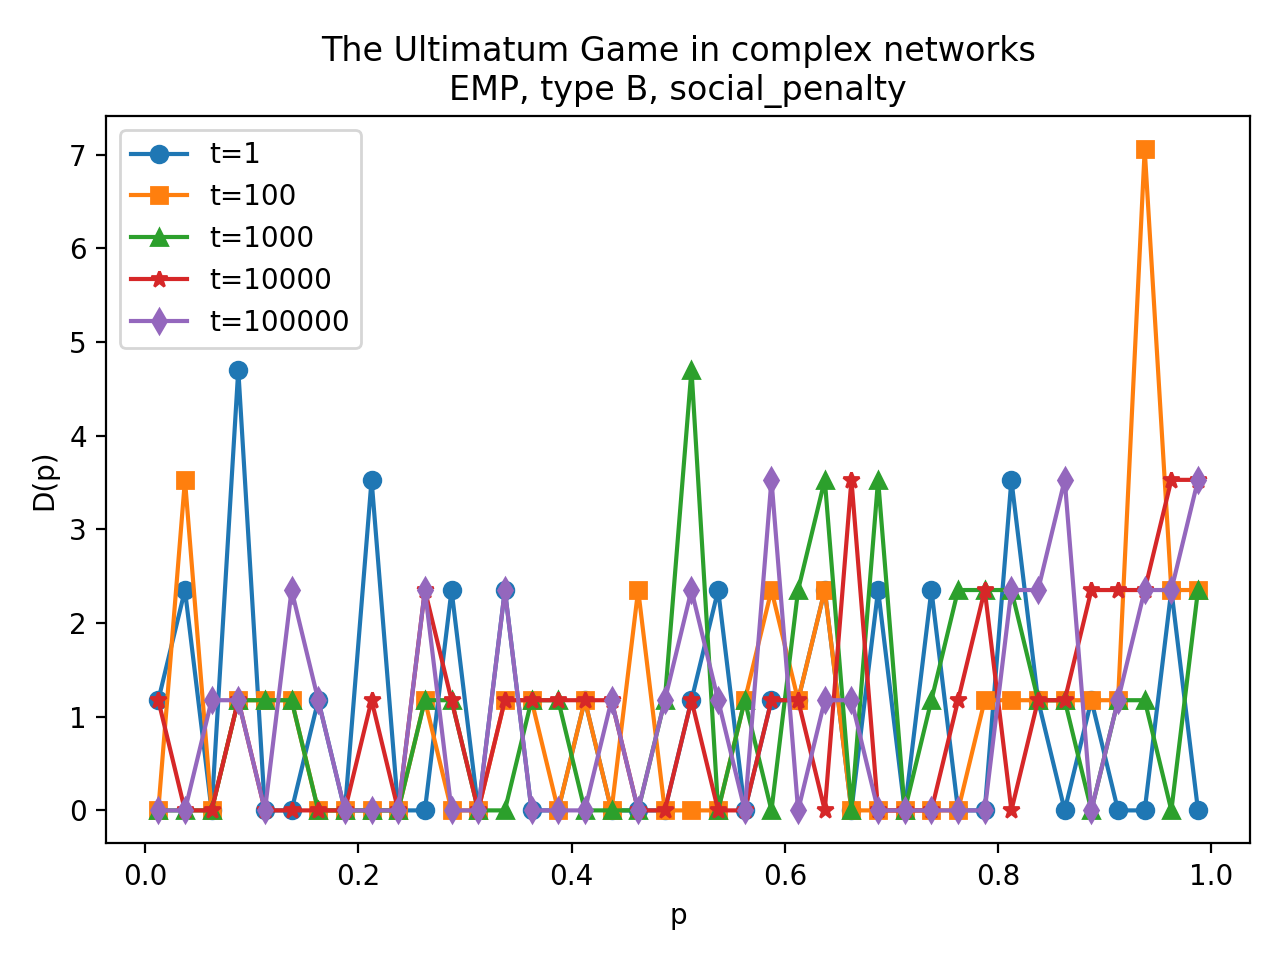 The Ultimatum Game in complex networks
EMP, type B, social_penalty
t=1
t=100
t=1000
t=10000
t=100000
7
6
5
4
3
2
1
0
D(p)
0.0 0.2 0.4 0.6 0.8 1.0
p